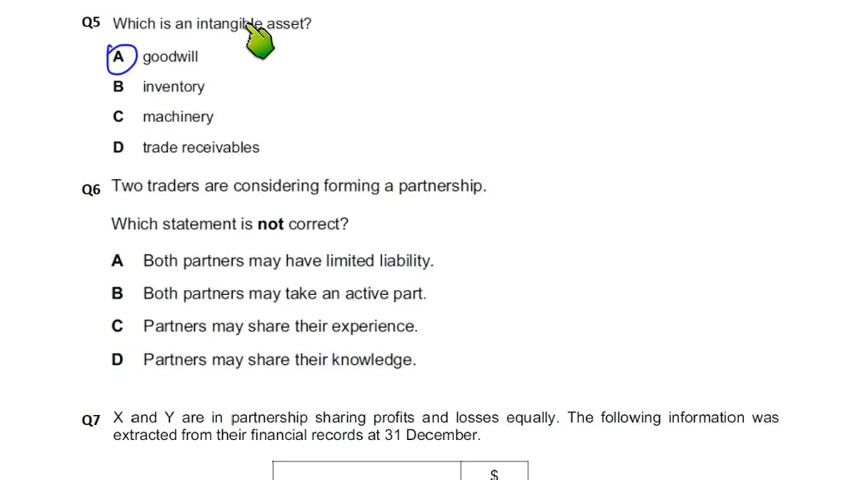 Q5 Which is an intangible asset?
A goodwill
B inventory
C machinery
D trade receivables
Q6 Two traders are considering forming a partnership.
Which statement is not correct?
A Both partners may have limited liability.
B Both partners may take an active part.
C Partners may share their experience.
D Partners may share their knowledge.
Q7 X and Y are in partnership sharing profits and losses equally. The following information was
extracted from their financial records at 31 December.
$